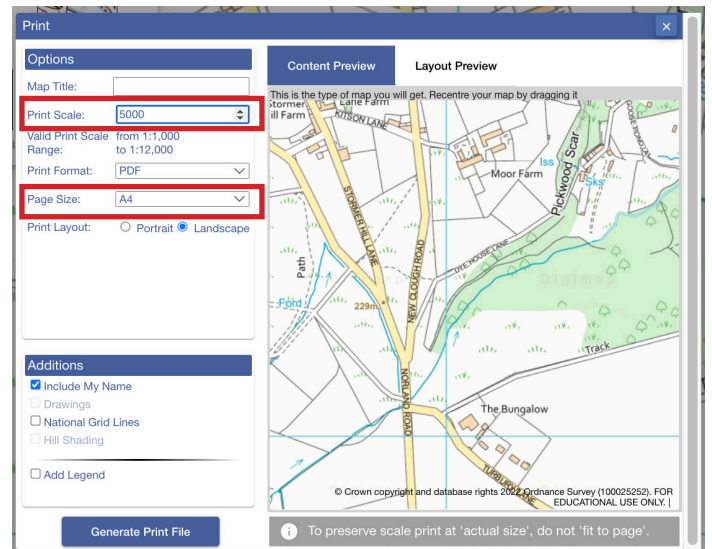 Print
×
Options
Map Title:
Print Scale: 5000
Valid Print Scale Range: from 1:1,000 to 1:12,000
Print Format: PDF
Page Size: A4
Print Layout: Portrait Landscape
Additions
Include My Name
Drawings
National Grid Lines
Hill Shading
Add Legend
Generate Print File
Content Preview Layout Preview
This is the type of map you will get. Recentre your map by dragging it
Stormer
ill Farm
Lane Farm
KITSON LANE
GOOSE POND LA
Iss
Sks
Pickwood Scar
Moor Farm
STORMER HILL LANE
DYE HOUSE LANE
NEW CLOUGH ROAD
Path
Ford
229m
Digimap
Track
NORLAND ROAD
The Bungalow
TURBURY LANE
© Crown copyright and database rights 2022 Ordnance Survey (100025252). FOR
EDUCATIONAL USE ONLY. |
i To preserve scale print at 'actual size', do not 'fit to page'.